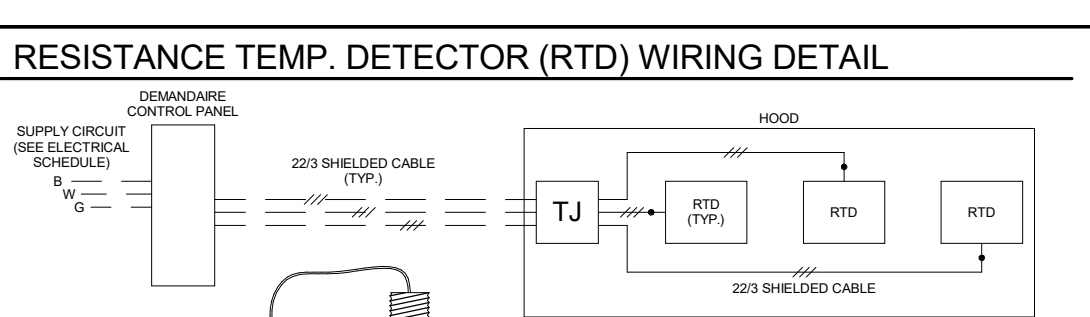 RESISTANCE TEMP. DETECTOR (RTD) WIRING DETAIL
DEMANDAIRE
CONTROL PANEL
SUPPLY CIRCUIT
(SEE ELECTRICAL
SCHEDULE)
B
W
G
22/3 SHIELDED CABLE
(TYP.)
HOOD
TJ
RTD
(TYP.)
RTD
RTD
22/3 SHIELDED CABLE